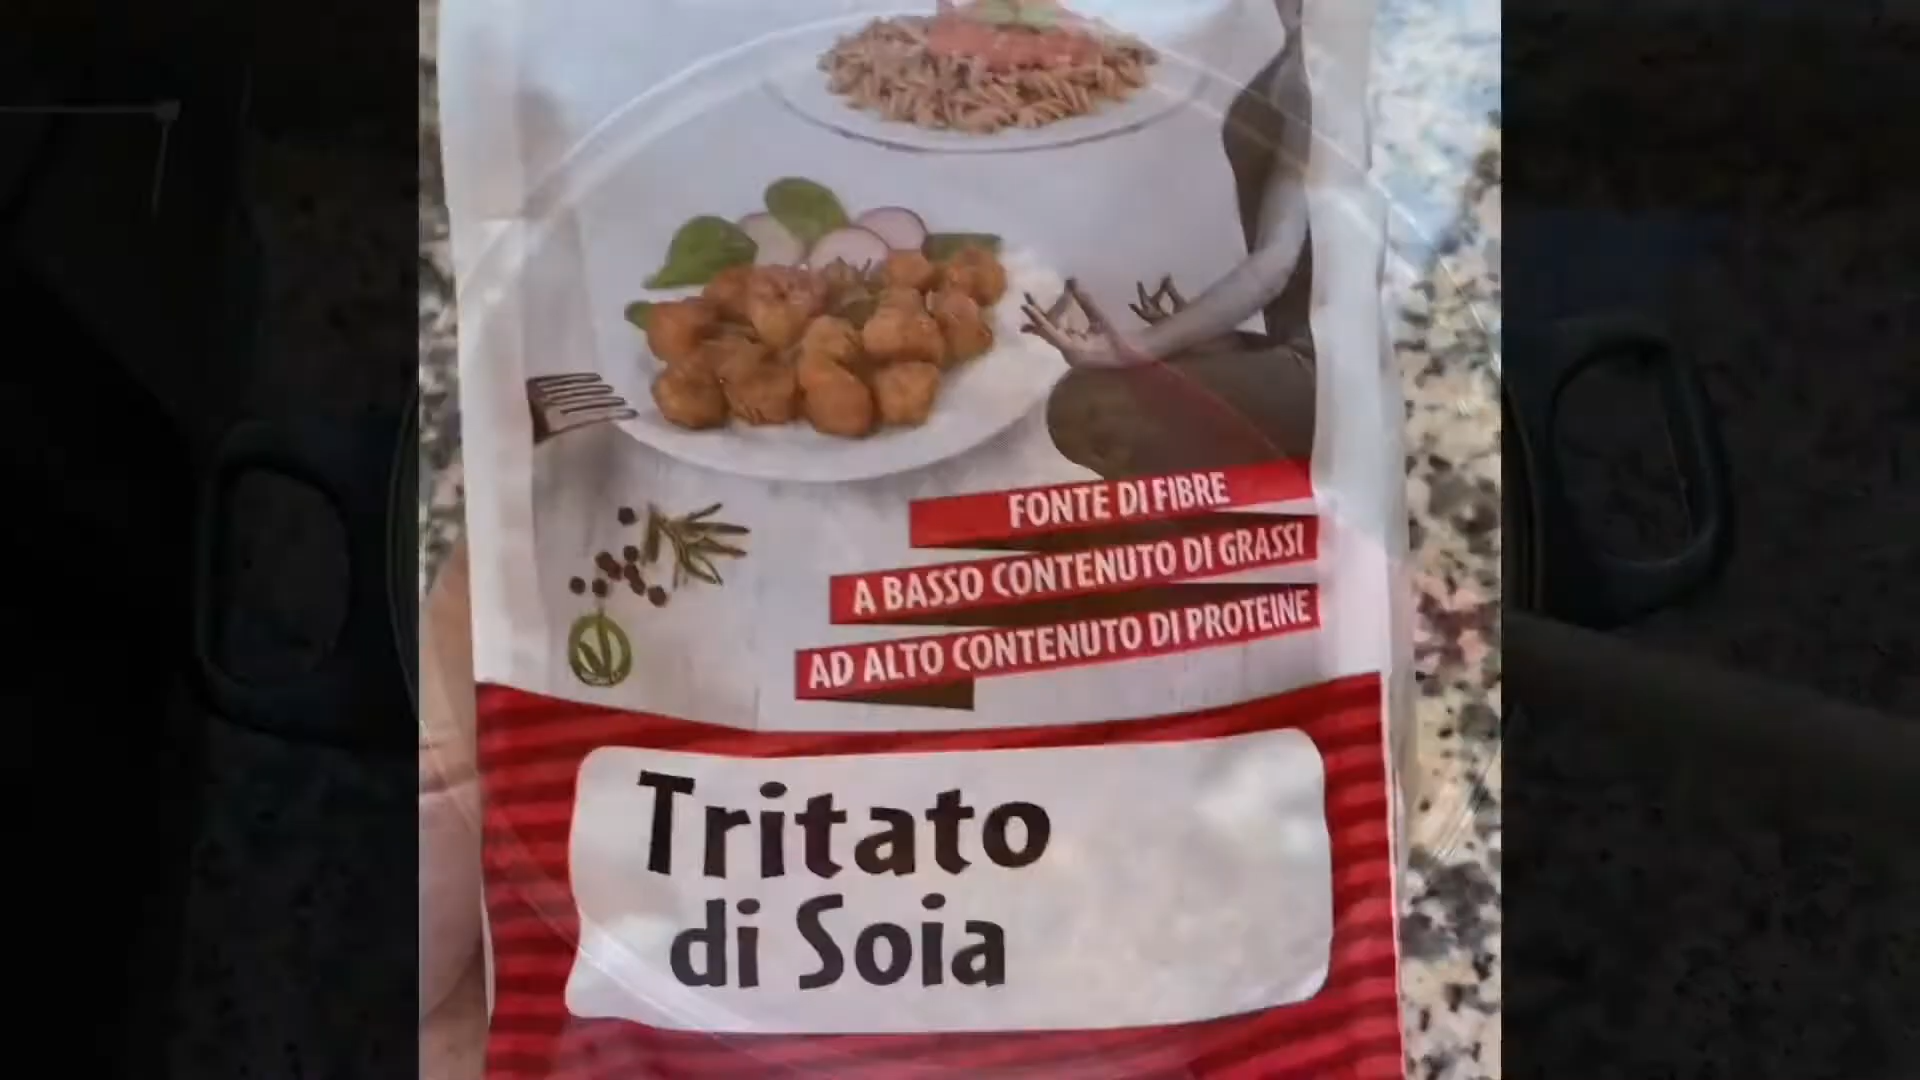 FONTE DI FIBRE
A BASSO CONTENUTO DI GRASSI
AD ALTO CONTENUTO DI PROTEINE
Tritato
di Soia